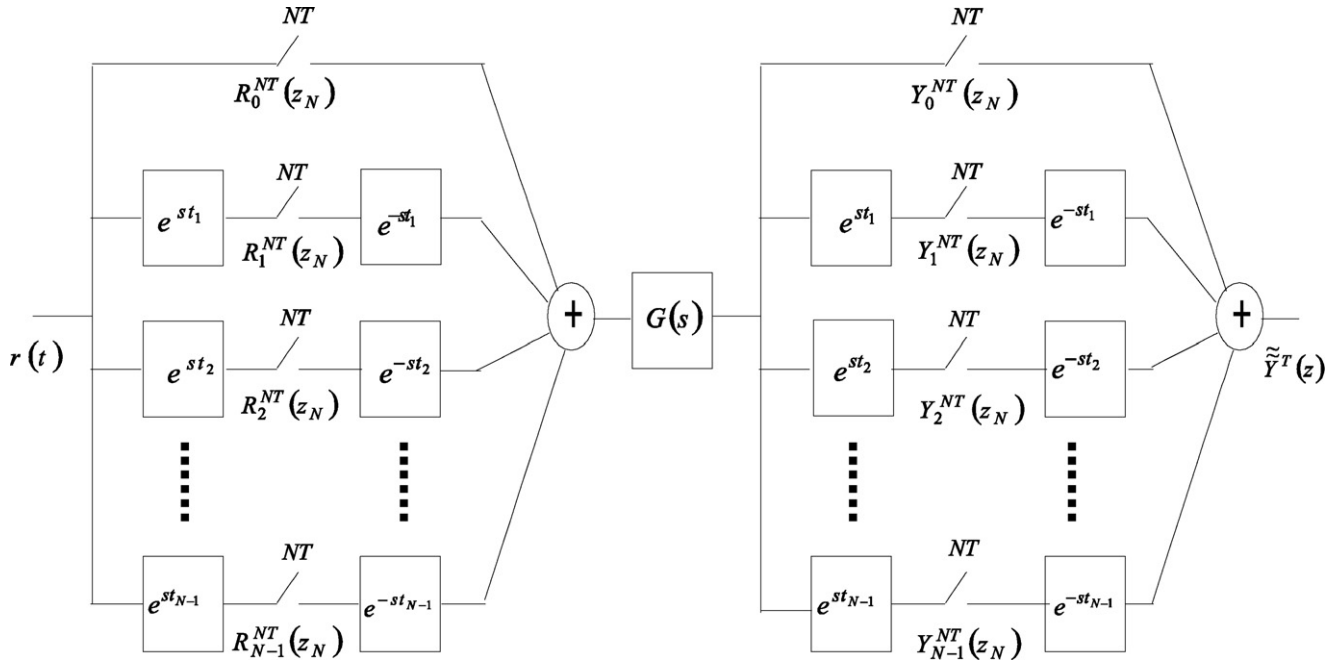 NT NT
R_0^{NT}(z_N) Y_0^{NT}(z_N)
NT NT
e^{st_1} e^{-st_1} e^{st_1} e^{-st_1}
R_1^{NT}(z_N) Y_1^{NT}(z_N)
+ G(s) +
r(t) NT NT \tilde{\tilde{Y}}^T(z)
e^{st_2} e^{-st_2} e^{st_2} e^{-st_2}
R_2^{NT}(z_N) Y_2^{NT}(z_N)
NT NT
e^{st_{N-1}} e^{-st_{N-1}} e^{st_{N-1}} e^{-st_{N-1}}
R_{N-1}^{NT}(z_N) Y_{N-1}^{NT}(z_N)